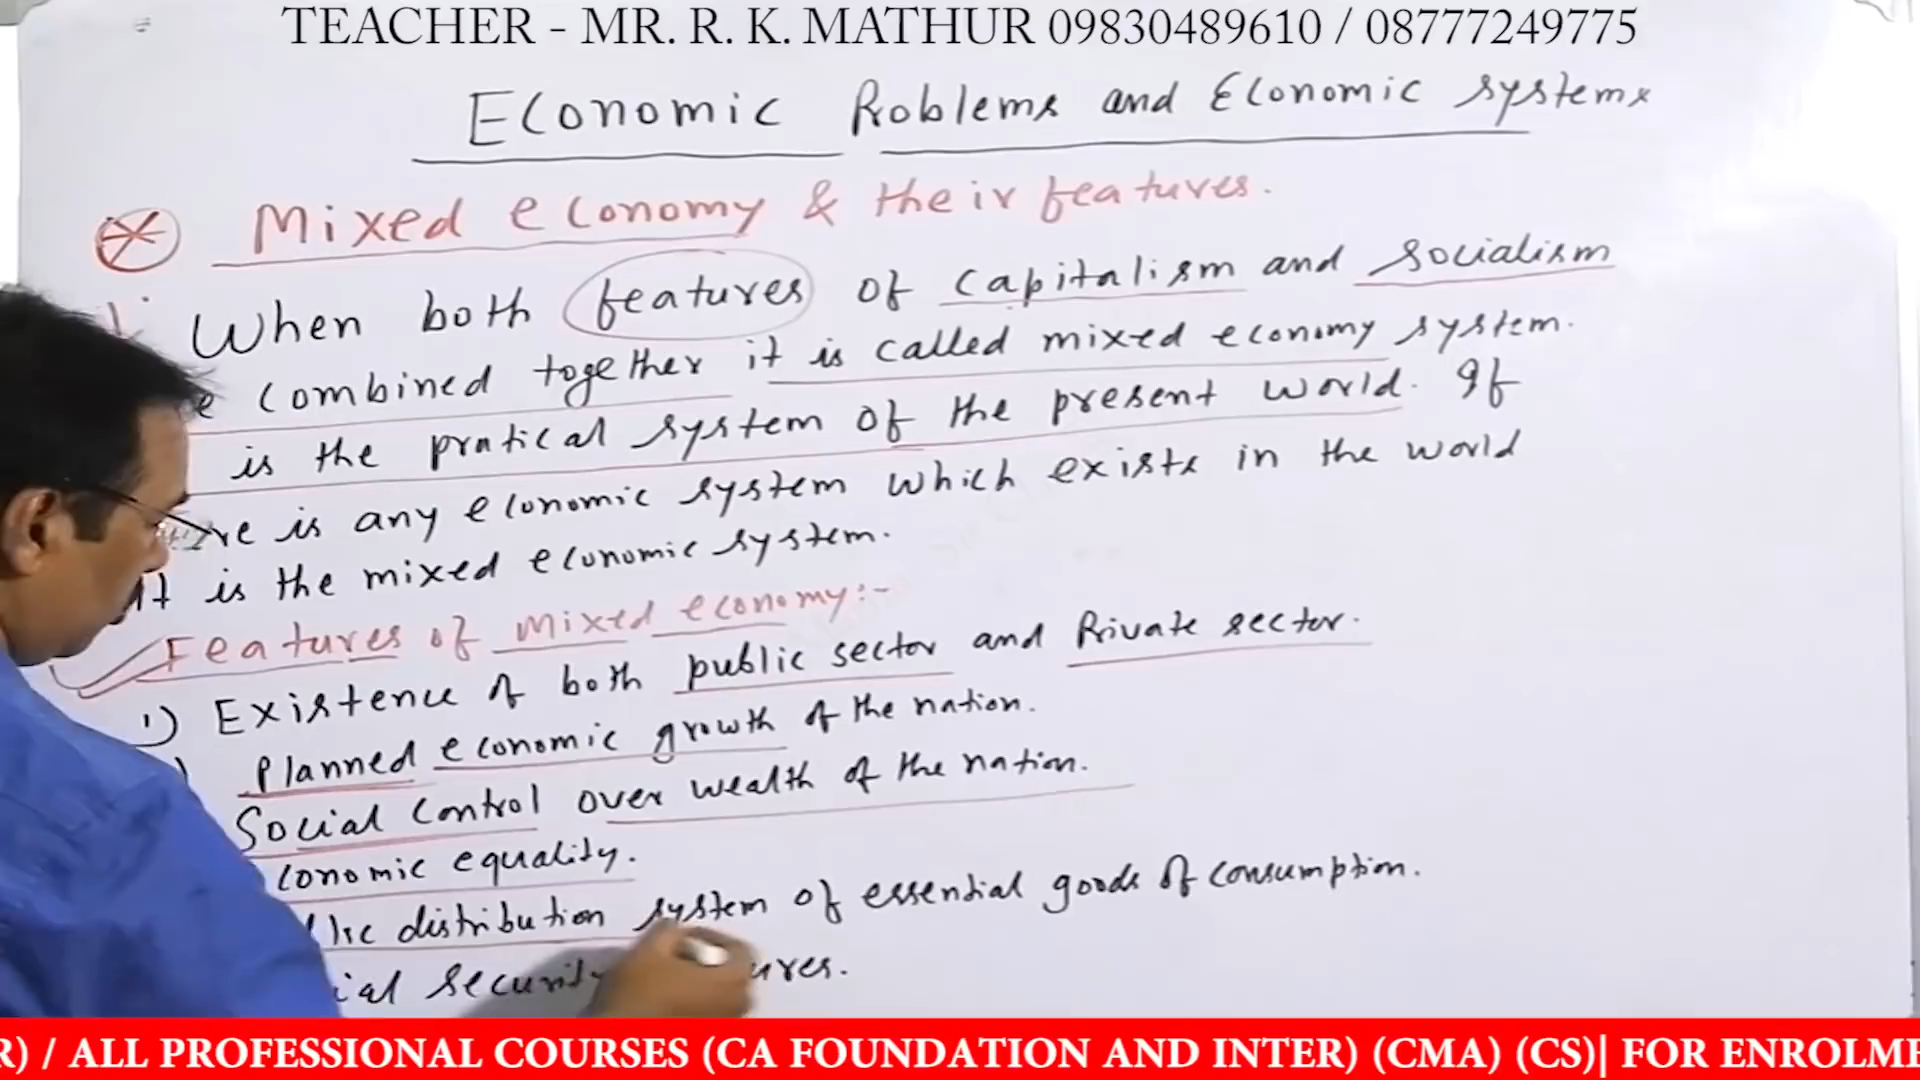 TEACHER - MR. R. K. MATHUR 09830489610 / 08777249775
Economic Problems and Economic systems
Mixed economy & their features.
When both features of capitalism and socialism
combined together it is called mixed economy system.
is the pratical system of the present world. If
is any economic system which exists in the world
it is the mixed economic system.
Features of mixed economy:-
1) Existence of both public sector and Private sector.
Planned economic growth of the nation.
Social control over wealth of the nation.
conomic equality.
lic distribution system of essential goods of consumption.
ial security ures.
R) / ALL PROFESSIONAL COURSES (CA FOUNDATION AND INTER) (CMA) (CS)| FOR ENROLME